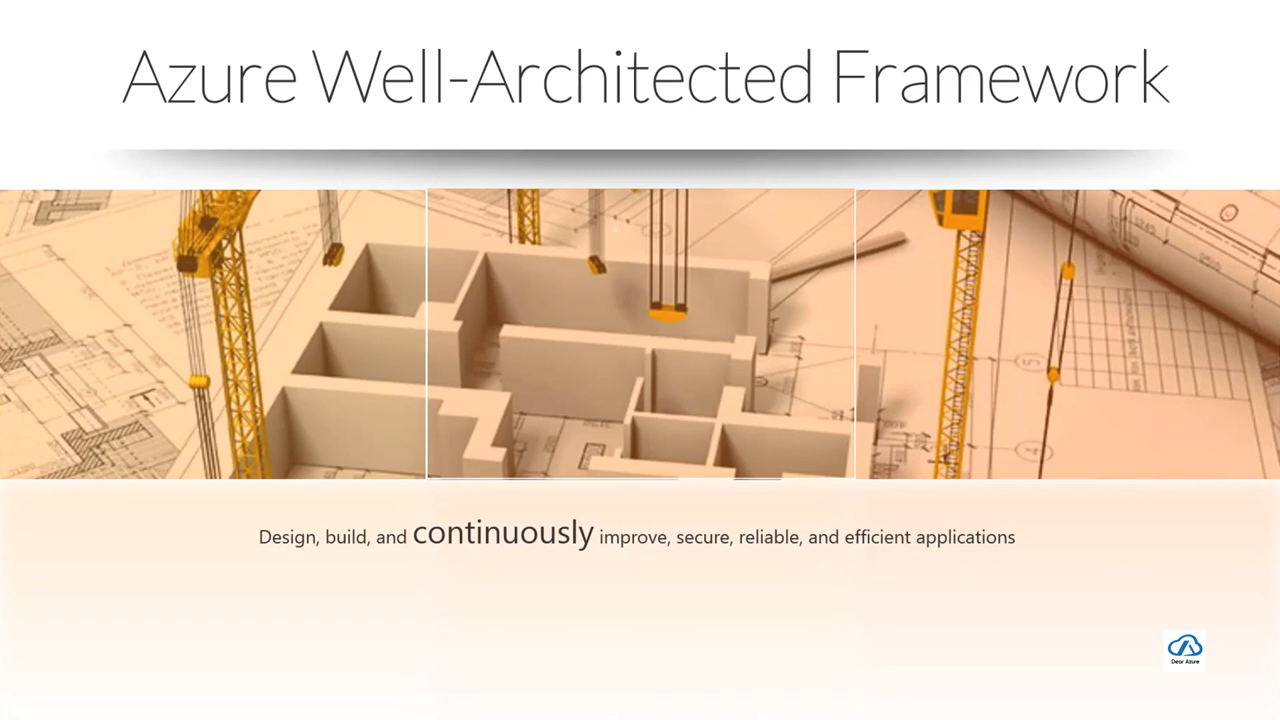 Azure Well-Architected Framework
Design, build, and continuously improve, secure, reliable, and efficient applications
Dear Azure